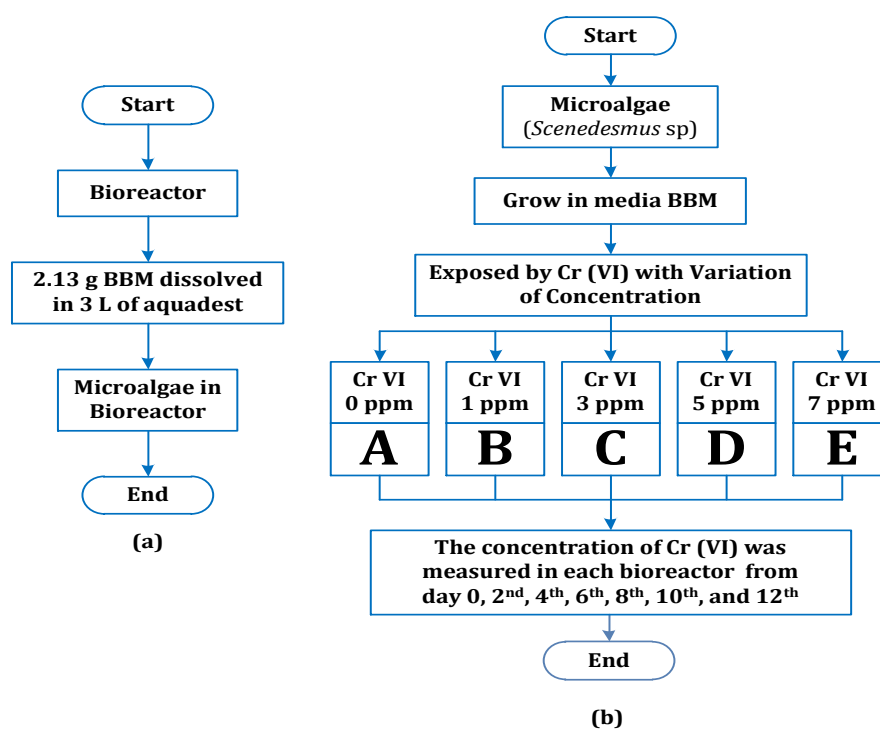 Start
Bioreactor
2.13 g BBM dissolved
in 3 L of aquadest
Microalgae in
Bioreactor
End
(a)
Start
Microalgae
(Scenedesmus sp)
Grow in media BBM
Exposed by Cr (VI) with Variation
of Concentration
Cr VI
0 ppm
A
Cr VI
1 ppm
B
Cr VI
3 ppm
C
Cr VI
5 ppm
D
Cr VI
7 ppm
E
The concentration of Cr (VI) was
measured in each bioreactor from
day 0, 2nd, 4th, 6th, 8th, 10th, and 12th
End
(b)